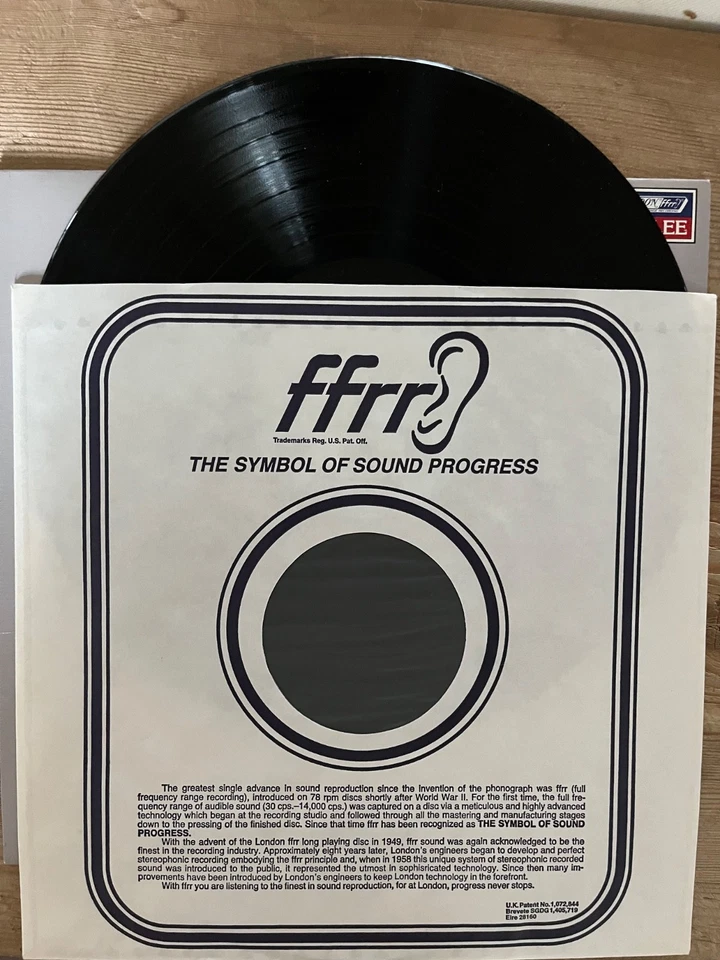 ffrr
EE
ffrr
Trademarks Reg. U.S. Pat. Off.
THE SYMBOL OF SOUND PROGRESS
The greatest single advance in sound reproduction since the invention of the phonograph was ffrr (full
frequency range recording), introduced on 78 rpm discs shortly after World War II. For the first time, the full fre-
quency range of audible sound (30 cps.–14,000 cps.) was captured on a disc via a meticulous and highly advanced
technology which began at the recording studio and followed through all the mastering and manufacturing stages
down to the pressing of the finished disc. Since that time ffrr has been recognized as THE SYMBOL OF SOUND
PROGRESS.
With the advent of the London ffrr long playing disc in 1949, ffrr sound was again acknowledged to be the
finest in the recording industry. Approximately eight years later, London's engineers began to develop and perfect
stereophonic recording embodying the ffrr principle and, when in 1958 this unique system of stereophonic recorded
sound was introduced to the public, it represented the utmost in sophisricated technology. Since then many im-
provements have been introduced by London's engineers to keep London technology in the forefront.
With ffrr you are listening to the finest in sound reproduction, for at London, progress never stops.
U.K. Patent No. 1,072,844
Brevete SGDG 1,405,719
Eire 28160